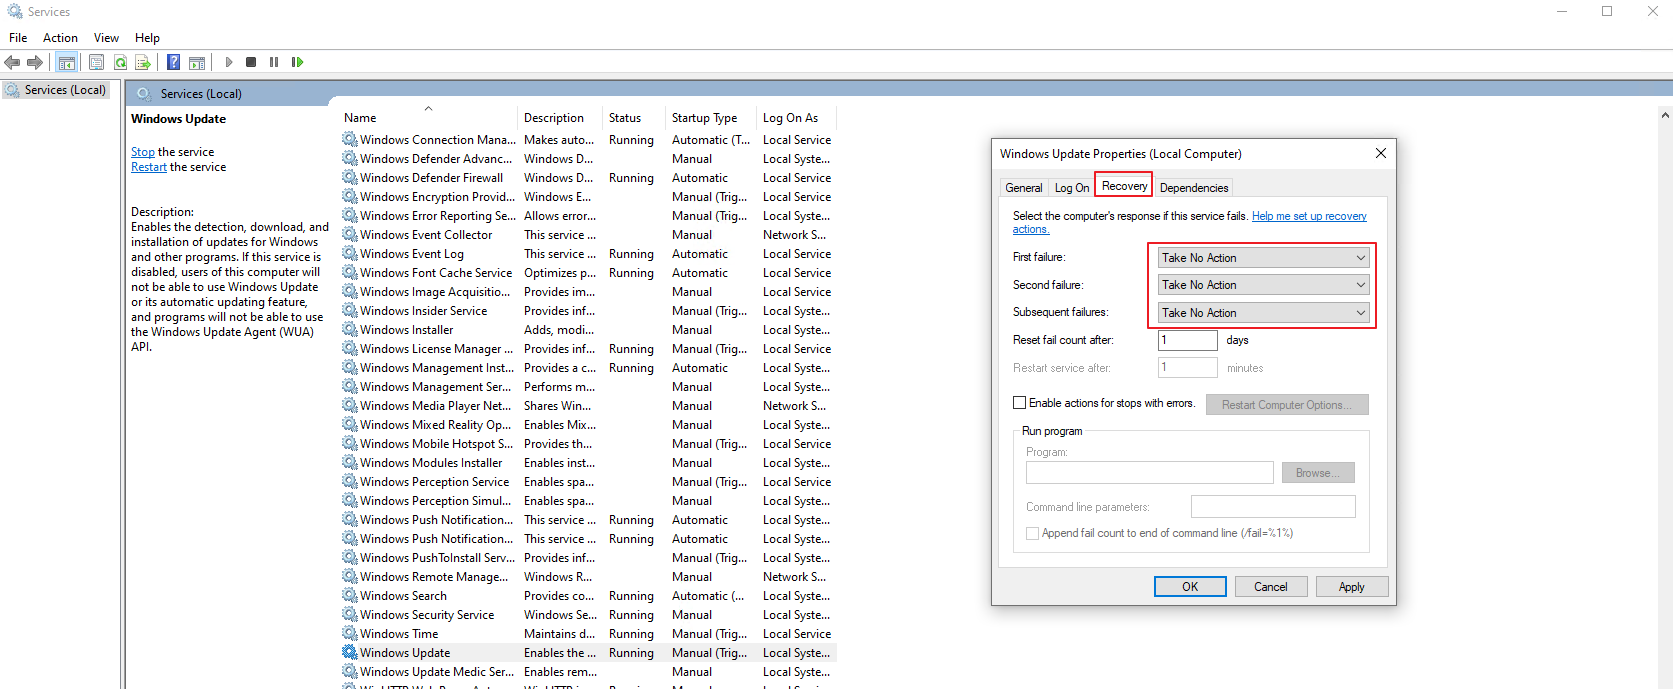 Services
File Action View Help
Services (Local)
Services (Local)
Windows Update
Stop the service
Restart the service
Description:
Enables the detection, download, and
installation of updates for Windows
and other programs. If this service is
disabled, users of this computer will
not be able to use Windows Update
or its automatic updating feature,
and programs will not be able to use
the Windows Update Agent (WUA)
API.
Name Description Status Startup Type Log On As
Windows Connection Mana... Makes auto... Running Automatic (T... Local Service
Windows Defender Advanc... Windows D... Manual Local Syste...
Windows Defender Firewall Windows D... Running Automatic Local Service
Windows Encryption Provid... Windows E... Manual (Trig... Local Service
Windows Error Reporting Se... Allows error... Manual (Trig... Local Syste...
Windows Event Collector This service ... Manual Network S...
Windows Event Log This service ... Running Automatic Local Service
Windows Font Cache Service Optimizes p... Running Automatic Local Service
Windows Image Acquisitio... Provides im... Manual Local Service
Windows Insider Service Provides inf... Manual (Trig... Local Syste...
Windows Installer Adds, modi... Manual Local Syste...
Windows License Manager ... Provides inf... Running Manual (Trig... Local Service
Windows Management Inst... Provides a c... Running Automatic Local Syste...
Windows Management Ser... Performs m... Manual Local Syste...
Windows Media Player Net... Shares Win... Manual Network S...
Windows Mixed Reality Op... Enables Mix... Manual Local Syste...
Windows Mobile Hotspot S... Provides th... Manual (Trig... Local Service
Windows Modules Installer Enables inst... Manual Local Syste...
Windows Perception Service Enables spa... Manual (Trig... Local Service
Windows Perception Simul... Enables spa... Manual Local Syste...
Windows Push Notification... This service ... Running Automatic Local Syste...
Windows Push Notification... This service ... Running Automatic Local Syste...
Windows PushToInstall Serv... Provides inf... Manual (Trig... Local Syste...
Windows Remote Manage... Windows R... Manual Network S...
Windows Search Provides co... Running Automatic (... Local Syste...
Windows Security Service Windows Se... Running Manual Local Syste...
Windows Time Maintains d... Running Manual (Trig... Local Service
Windows Update Enables the ... Running Manual (Trig... Local Syste...
Windows Update Medic Ser... Enables rem... Manual Local Syste...
Windows Update Properties (Local Computer)
General Log On Recovery Dependencies
Select the computer's response if this service fails. Help me set up recovery
actions.
First failure: Take No Action
Second failure: Take No Action
Subsequent failures: Take No Action
Reset fail count after: 1 days
Restart service after: 1 minutes
Enable actions for stops with errors. Restart Computer Options...
Run program
Program:
Browse...
Command line parameters:
Append fail count to end of command line (/fail=%1%)
OK Cancel Apply